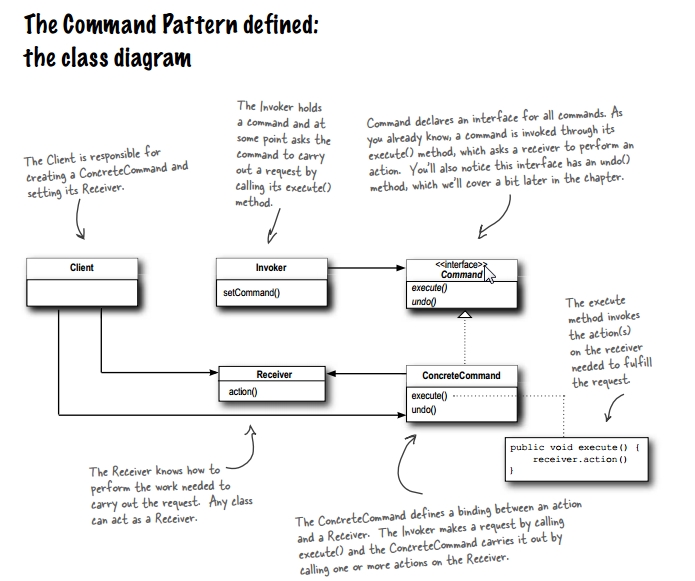 The Command Pattern defined:
the class diagram
The Client is responsible for
creating a ConcreteCommand and
setting its Receiver.
The Invoker holds
a command and at
some point asks the
command to carry
out a request by
calling its execute()
method.
Command declares an interface for all commands. As
you already know, a command is invoked through its
execute() method, which asks a receiver to perform an
action. You'll also notice this interface has an undo()
method, which we'll cover a bit later in the chapter.
Client
Invoker
setCommand()
<<interface>>
Command
execute()
undo()
The execute
method invokes
the action(s)
on the receiver
needed to fulfill
the request.
Receiver
action()
ConcreteCommand
execute()
undo()
public void execute() {
receiver.action()
}
The Receiver knows how to
perform the work needed to
carry out the request. Any class
can act as a Receiver.
The ConcreteCommand defines a binding between an action
and a Receiver. The Invoker makes a request by calling
execute() and the ConcreteCommand carries it out by
calling one or more actions on the Receiver.